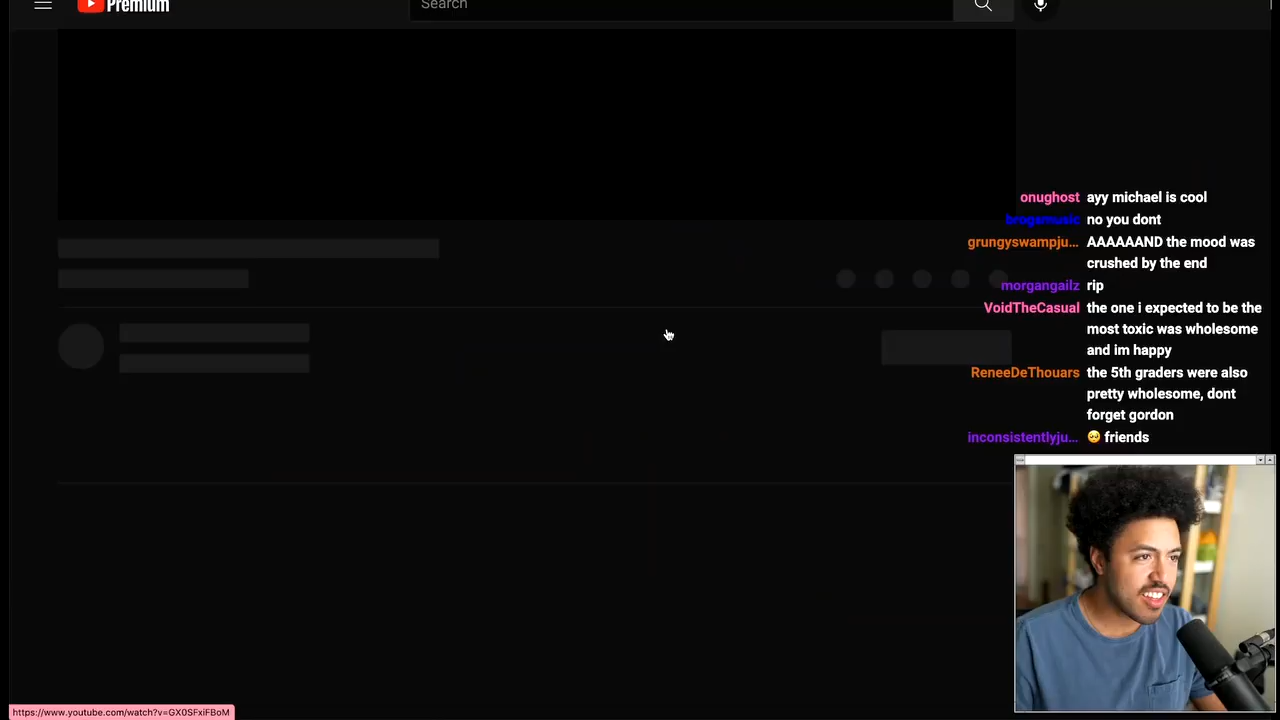 Premium
Search
onughost ayy michael is cool
brogsmusic no you dont
grungyswampju... AAAAAAND the mood was
crushed by the end
morgangailz rip
VoidTheCasual the one i expected to be the
most toxic was wholesome
and im happy
ReneeDeThouars the 5th graders were also
pretty wholesome, dont
forget gordon
inconsistentlyju... 🥺 friends
https://www.youtube.com/watch?v=GX0SFxiFBoM